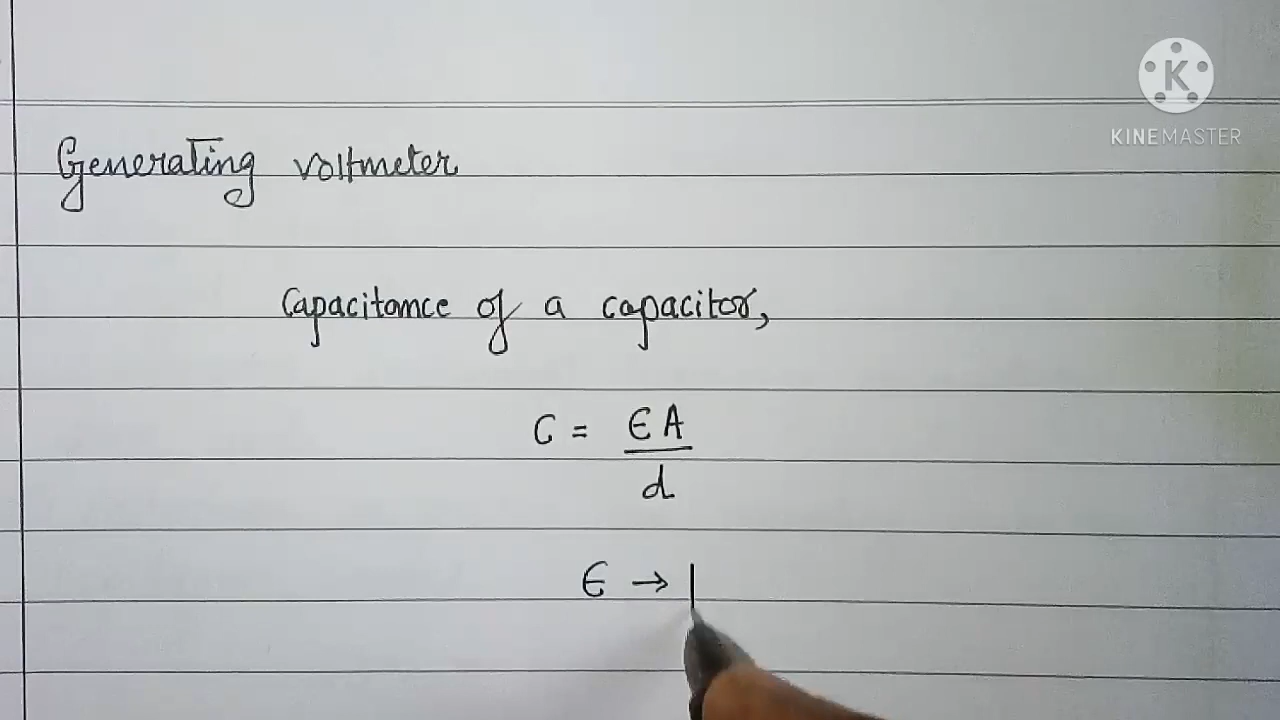 K
KINEMASTER
Generating voltmeter
Capacitance of a capacitor,
C = ϵA
d
ϵ →